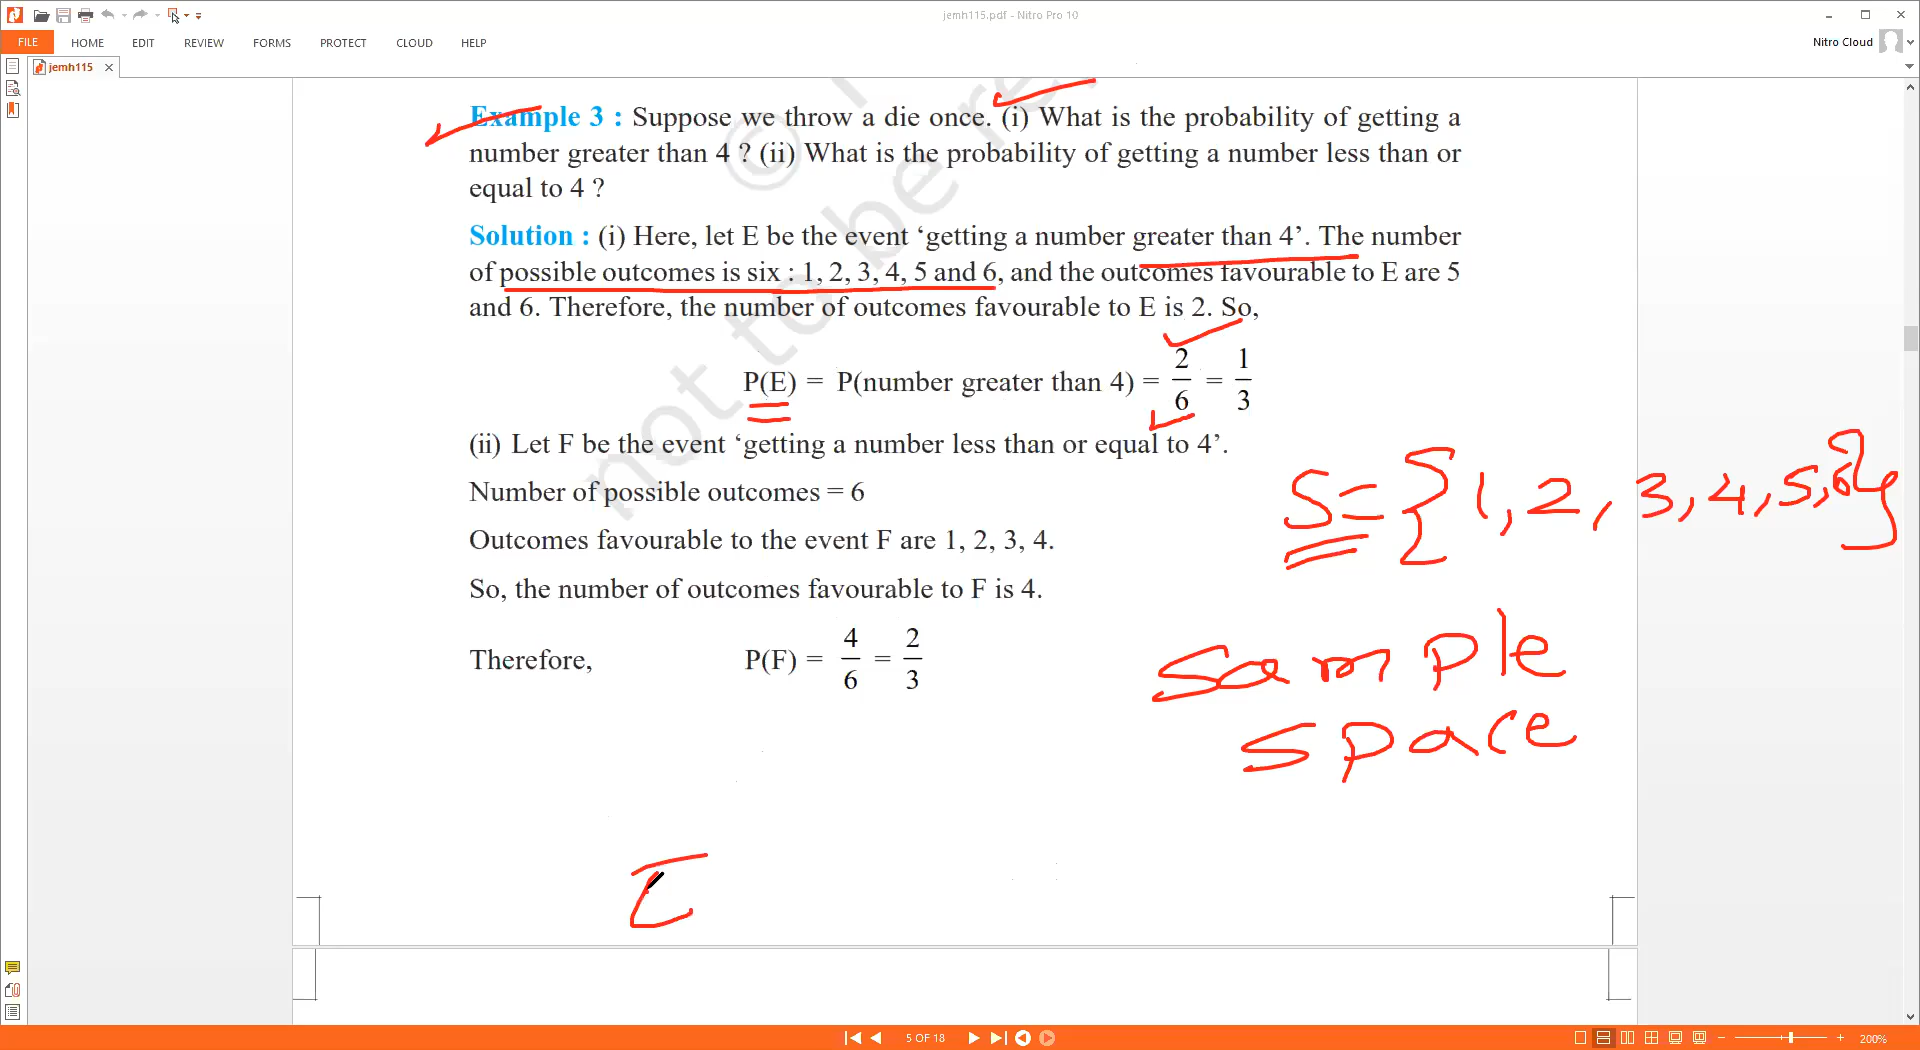 jemh115.pdf - Nitro Pro 10
FILE HOME EDIT REVIEW FORMS PROTECT CLOUD HELP
Nitro Cloud
jemh115
Example 3 : Suppose we throw a die once. (i) What is the probability of getting a
number greater than 4 ? (ii) What is the probability of getting a number less than or
equal to 4 ?
Solution : (i) Here, let E be the event ‘getting a number greater than 4’. The number
of possible outcomes is six : 1, 2, 3, 4, 5 and 6, and the outcomes favourable to E are 5
and 6. Therefore, the number of outcomes favourable to E is 2. So,
P(E) = P(number greater than 4) = 2/6 = 1/3
(ii) Let F be the event ‘getting a number less than or equal to 4’.
S = {1, 2, 3, 4, 5, 6}
Number of possible outcomes = 6
Outcomes favourable to the event F are 1, 2, 3, 4.
So, the number of outcomes favourable to F is 4.
Therefore, P(F) = 4/6 = 2/3
sample
space
©
not to be re
5 OF 18
200%